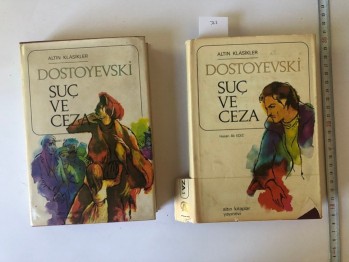 ALTIN KLASİKLER
DOSTOYEVSKİ
SUÇ
VE
CEZA
ALTIN KLASİKLER
DOSTOYEVSKİ
SUÇ
VE
CEZA
altın kitaplar
yayınevi